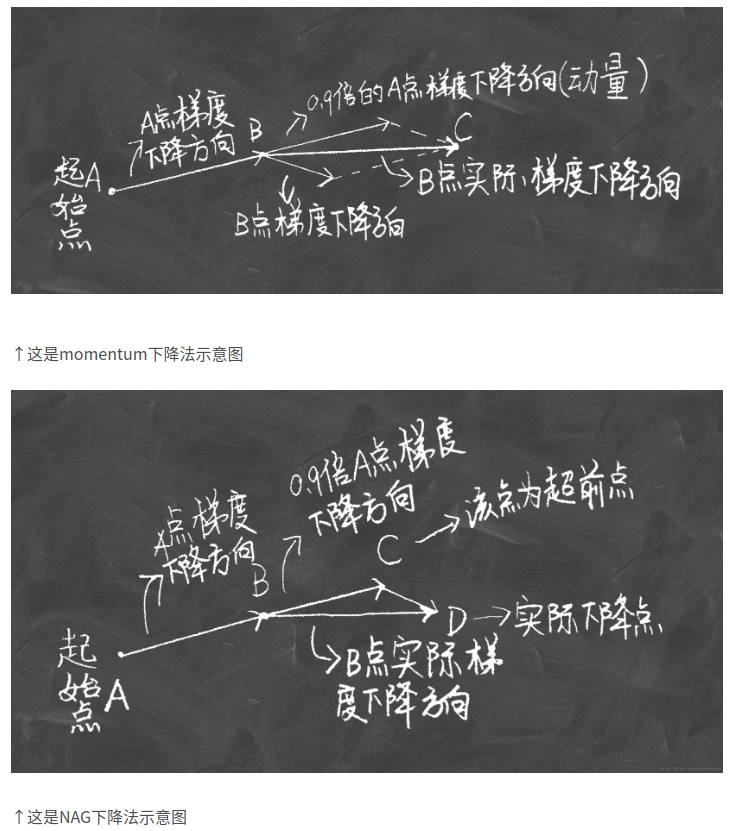 0.9倍的A点梯度下降方向(动量)
A点梯度
下降方向
B
C
起A
始
点
B点实际梯度下降方向
B点梯度下降方向
↑这是momentum下降法示意图
0.9倍A点梯度
下降方向
A点梯度
下降方向
B
C
该点为超前点
D
实际下降点
起
始
点
A
B点实际梯
度下降方向
↑这是NAG下降法示意图